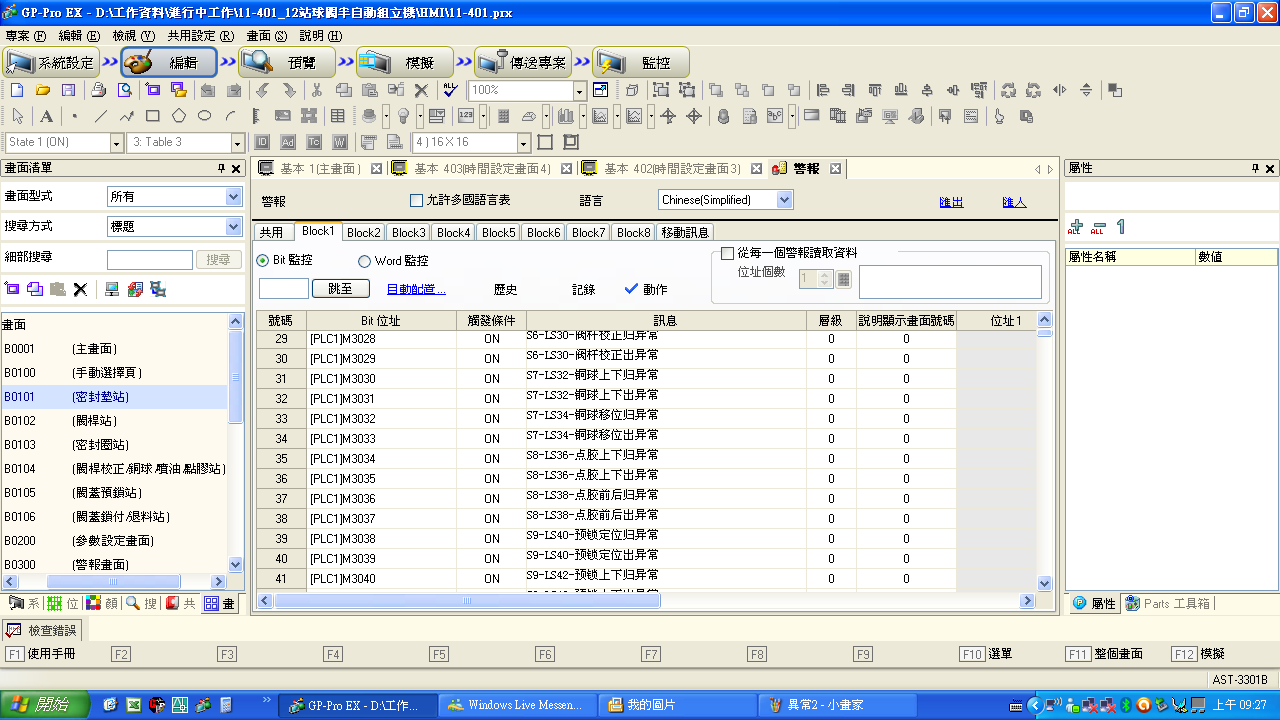 GP-Pro EX - D:\工作資料\進行中工作\11-401_12站球閥半自動組立機\HMI\11-401.prx
專案 (F) 編輯 (E) 檢視 (Y) 共用設定 (R) 畫面 (S) 說明 (H)
系統設定 編輯 預覽 模擬 傳送專案 監控
100%
State 1 (ON) 3: Table 3 ID Ad Tc W 4 ) 16 X 16
畫面清單
基本 1(主畫面) 基本 403(時間設定畫面4) 基本 402(時間設定畫面3) 警報
屬性
畫面型式 所有
搜尋方式 標題
細部搜尋 搜尋
警報 允許多國語言表 語言 Chinese(Simplified) 匯出 匯入
共用 Block1 Block2 Block3 Block4 Block5 Block6 Block7 Block8 移動訊息
Bit 監控 Word 監控 從每一個警報讀取資料
位址個數 1
跳至 自動配置... 歷史 記錄 動作
ALL ALL 1
屬性名稱 數值
畫面
B0001 (主畫面)
B0100 (手動選擇頁)
B0101 (密封墊站)
B0102 (閥桿站)
B0103 (密封圈站)
B0104 (閥桿校正/銅球/噴油/點膠站)
B0105 (閥蓋預鎖站)
B0106 (閥蓋鎖付/退料站)
B0200 (參數設定畫面)
B0300 (警報畫面)
號碼 Bit 位址 觸發條件 訊息 層級 說明顯示畫面號碼 位址 1
29 [PLC1]M3028 ON S6-LS30-阀杆校正归异常 0 0
30 [PLC1]M3029 ON S6-LS30-阀杆校正出异常 0 0
31 [PLC1]M3030 ON S7-LS32-铜球上下归异常 0 0
32 [PLC1]M3031 ON S7-LS32-铜球上下出异常 0 0
33 [PLC1]M3032 ON S7-LS34-铜球移位归异常 0 0
34 [PLC1]M3033 ON S7-LS34-铜球移位出异常 0 0
35 [PLC1]M3034 ON S8-LS36-点胶上下归异常 0 0
36 [PLC1]M3035 ON S8-LS36-点胶上下出异常 0 0
37 [PLC1]M3036 ON S8-LS38-点胶前后归异常 0 0
38 [PLC1]M3037 ON S8-LS38-点胶前后出异常 0 0
39 [PLC1]M3038 ON S9-LS40-预锁定位归异常 0 0
40 [PLC1]M3039 ON S9-LS40-预锁定位出异常 0 0
41 [PLC1]M3040 ON S9-LS42-预锁上下归异常 0 0
系 位 顏 搜 共 畫
屬性 Parts 工具箱
檢查錯誤
F1 使用手冊 F2 F3 F4 F5 F6 F7 F8 F9 F10 選單 F11 整個畫面 F12 模擬
AST-3301B
開始 GP-Pro EX - D:\工作... Windows Live Messen... 我的圖片 異常2 - 小畫家 上午 09:27